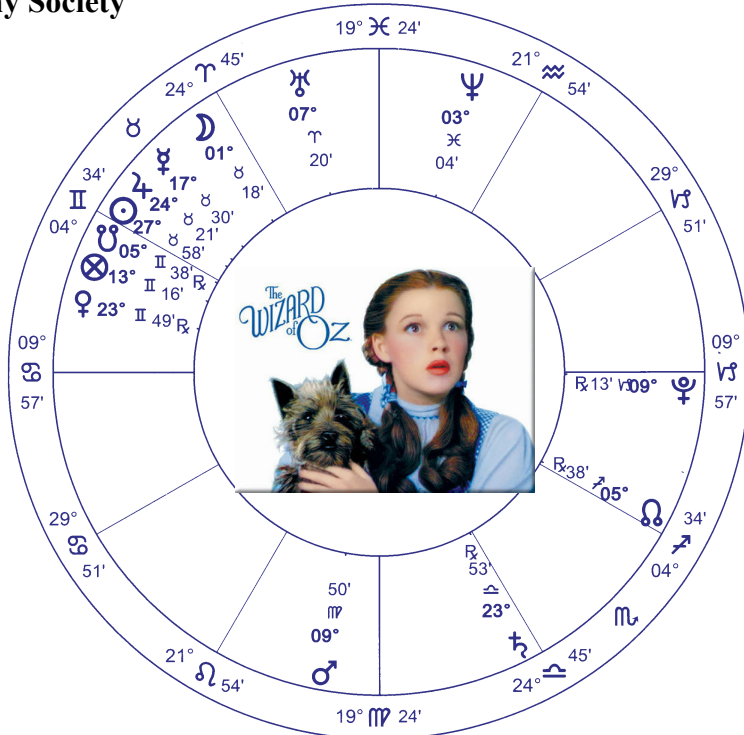 Society
19° ♓ 24'
24° ♈ 45'
21° ♒ 54'
♉
♅
07°
♈
20'
♆
03°
♓
04'
☽ 01° ♉ 18'
☿ 17° ♉ 30'
♃ 24° ♉ 21'
☉ 27° ♉ 58'
34'
♊
04°
☋ 05° ♊ 38' ℞
⊗ 13° ♊ 16'
♀ 23° ♊ 49' ℞
29°
♑
51'
The
WIZARD
of OZ
09°
♋
57'
09°
♑
57'
℞ 13' ♑ 09° ♇
℞ 38' ♐ 05° ☊
34'
♐
04°
29°
♋
51'
♏
50'
♍
09°
♂
℞
53'
♎
23°
♄
21° ♌ 54'
24° ♎ 45'
19° ♍ 24'